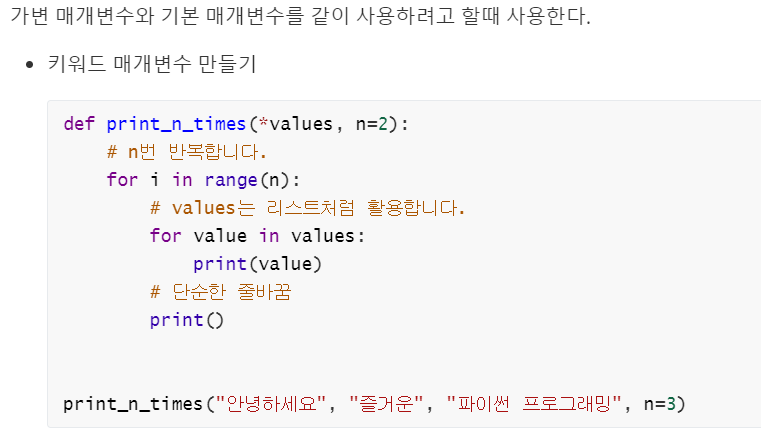 가변 매개변수와 기본 매개변수를 같이 사용하려고 할때 사용한다.
• 키워드 매개변수 만들기
def print_n_times(*values, n=2):
    # n번 반복합니다.
    for i in range(n):
        # values는 리스트처럼 활용합니다.
        for value in values:
            print(value)
        # 단순한 줄바꿈
        print()
print_n_times("안녕하세요", "즐거운", "파이썬 프로그래밍", n=3)